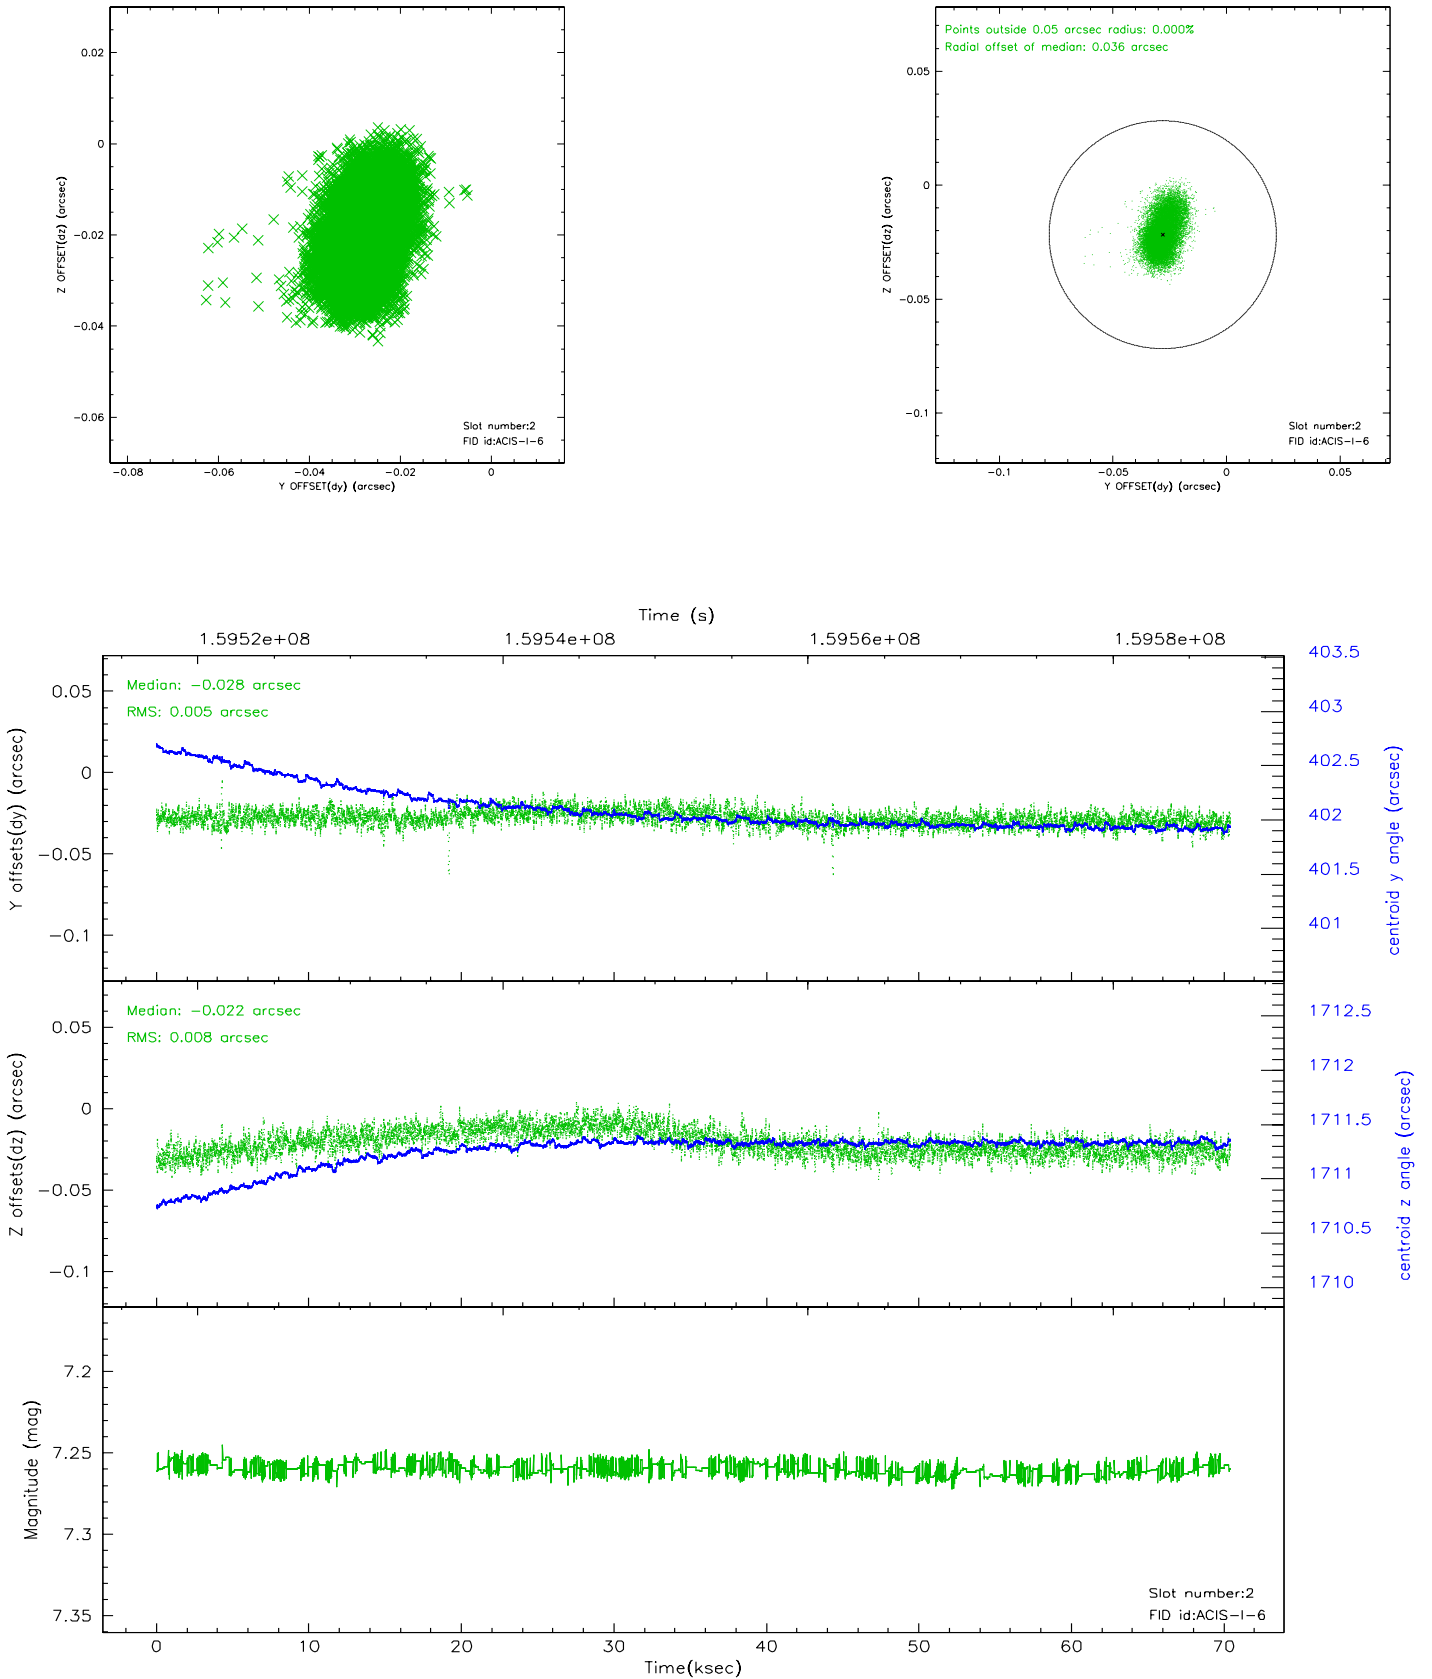 0.02
0
-0.02
-0.04
-0.06
-0.08
-0.06
-0.04
-0.02
0
Z OFFSET(dz) (arcsec)
Y OFFSET(dy) (arcsec)
Slot number:2
FID id:ACIS-I-6
Points outside 0.05 arcsec radius: 0.000%
Radial offset of median: 0.036 arcsec
0.05
0
-0.05
-0.1
-0.1
-0.05
0
0.05
Z OFFSET(dz) (arcsec)
Y OFFSET(dy) (arcsec)
Slot number:2
FID id:ACIS-I-6
Time (s)
1.5952e+08
1.5954e+08
1.5956e+08
1.5958e+08
Median: -0.028 arcsec
RMS: 0.005 arcsec
0.05
0
-0.05
-0.1
Y offsets(dy) (arcsec)
403.5
403
402.5
402
401.5
401
centroid y angle (arcsec)
Median: -0.022 arcsec
RMS: 0.008 arcsec
0.05
0
-0.05
-0.1
Z offsets(dz) (arcsec)
1712.5
1712
1711.5
1711
1710.5
1710
centroid z angle (arcsec)
7.2
7.25
7.3
7.35
Magnitude (mag)
Slot number:2
FID id:ACIS-I-6
0
10
20
30
40
50
60
70
Time(ksec)